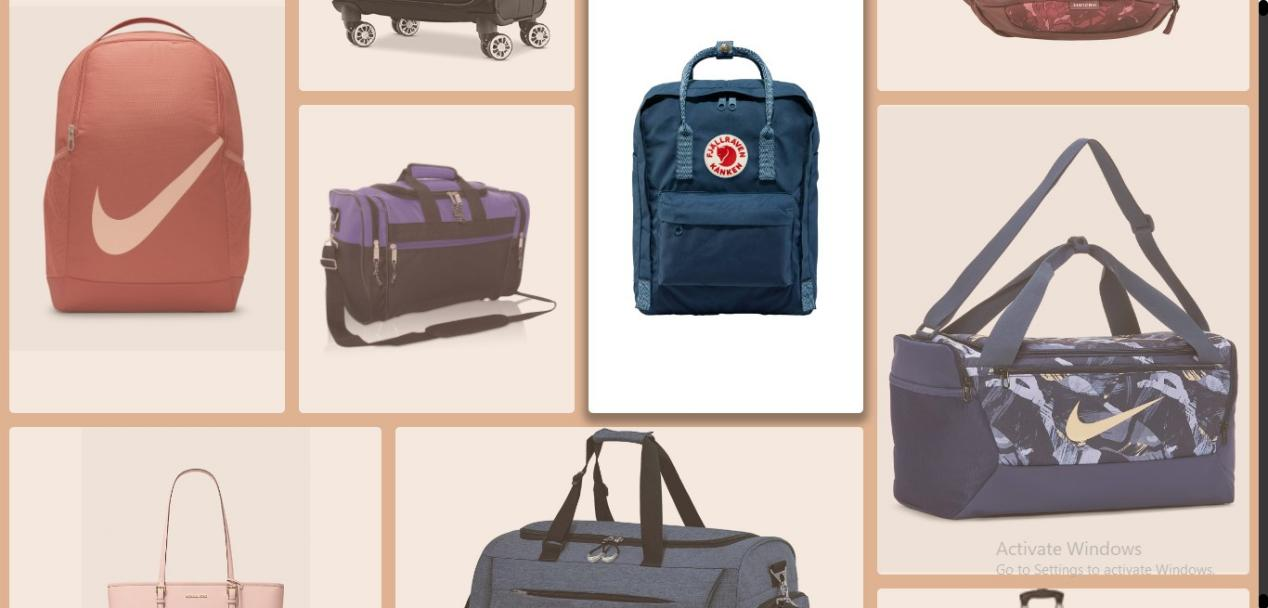 FJÄLLRÄVEN
KÅNKEN
Activate Windows
Go to Settings to activate Windows.